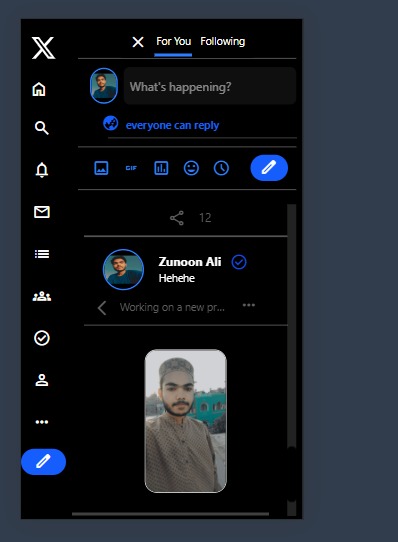 For You Following
What's happening?
everyone can reply
GIF
12
Zunoon Ali
Hehehe
Working on a new pr...